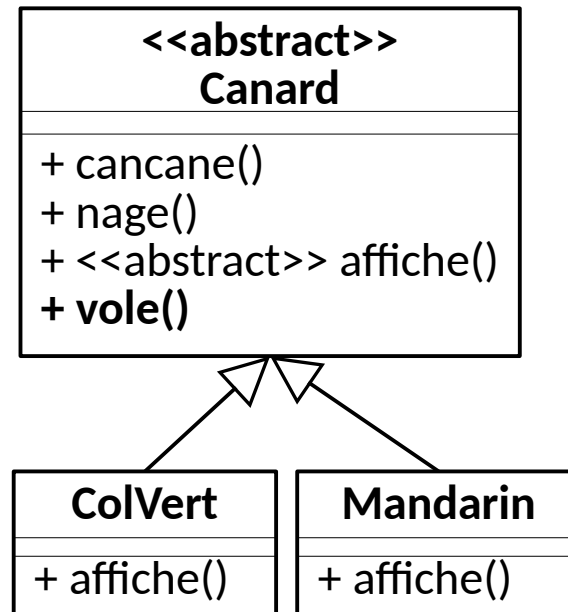 <<abstract>>
Canard
+ cancane()
+ nage()
+ <<abstract>> affiche()
+ vole()
ColVert
+ affiche()
Mandarin
+ affiche()